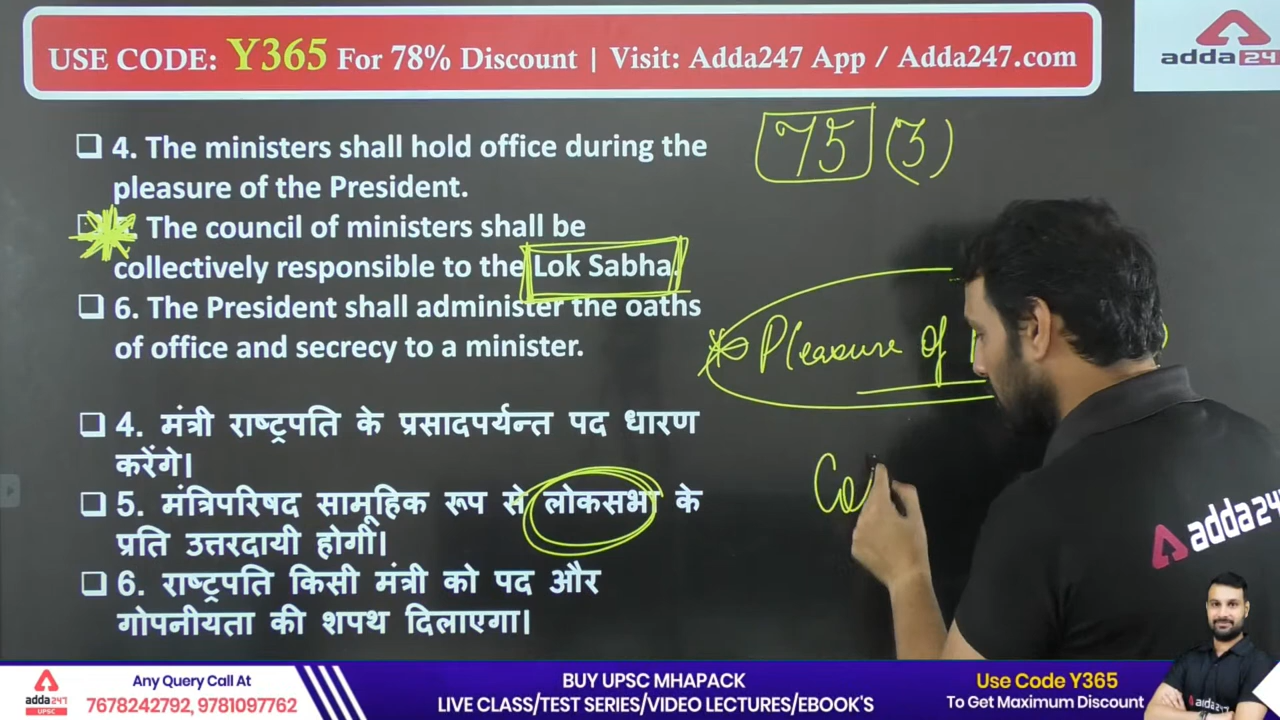 USE CODE: Y365 For 78% Discount | Visit: Adda247 App / Adda247.com
adda24
4. The ministers shall hold office during the
pleasure of the President.
The council of ministers shall be
collectively responsible to the Lok Sabha.
6. The President shall administer the oaths
of office and secrecy to a minister.
75 (3)
Pleasure of
4. मंत्री राष्ट्रपति के प्रसादपर्यन्त पद धारण
करेंगे।
5. मंत्रिपरिषद सामूहिक रूप से लोकसभा के
प्रति उत्तरदायी होगी।
6. राष्ट्रपति किसी मंत्री को पद और
गोपनीयता की शपथ दिलाएगा।
adda24
adda247
UPSC
Any Query Call At
7678242792, 9781097762
BUY UPSC MHAPACK
LIVE CLASS/TEST SERIES/VIDEO LECTURES/EBOOK'S
Use Code Y365
To Get Maximum Discount